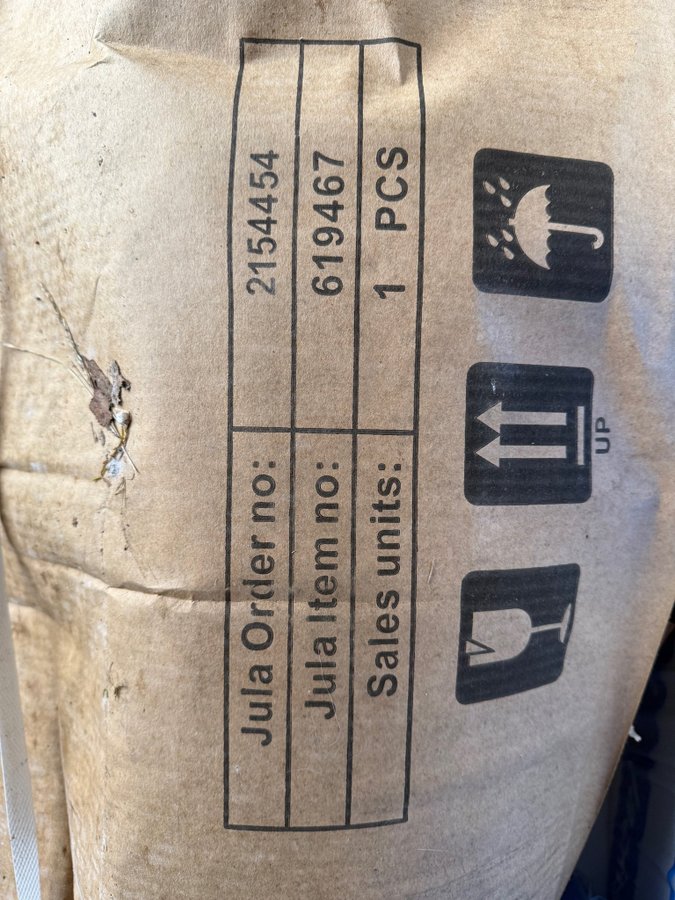 Jula Order no: 2154454
Jula Item no: 619467
Sales units: 1 PCS
UP